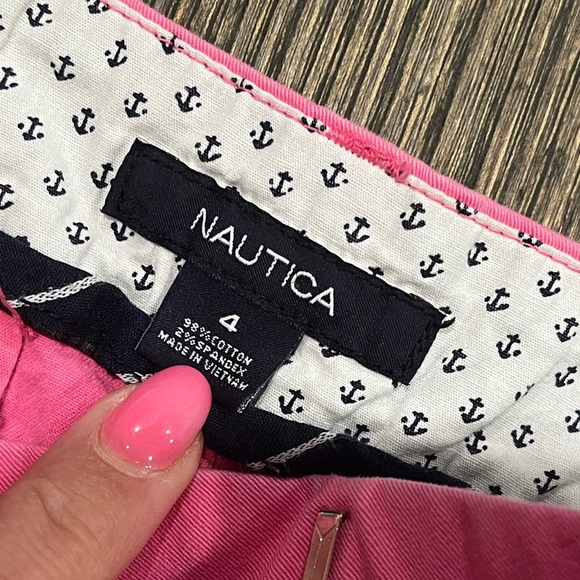 NAUTICA
4
98% COTTON
2% SPANDEX
MADE IN VIETNAM